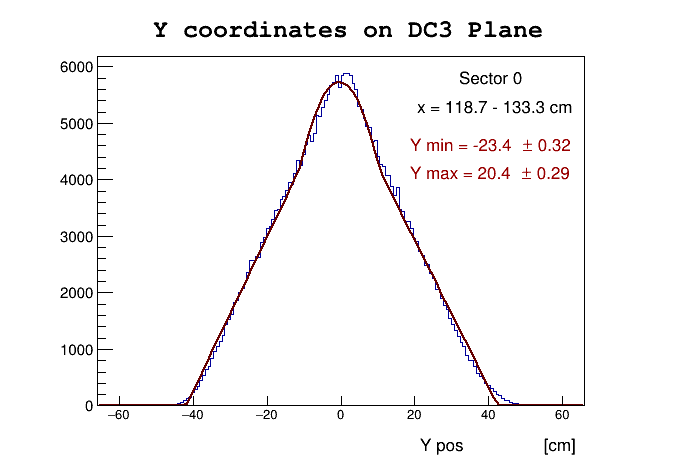 Y coordinates on DC3 Plane
Sector 0
x = 118.7 - 133.3 cm
Y min = -23.4 ± 0.32
Y max = 20.4 ± 0.29
6000
5000
4000
3000
2000
1000
0
−60 −40 −20 0 20 40 60
Y pos [cm]